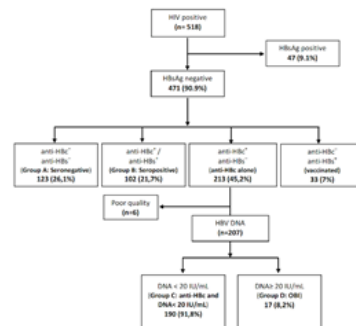 HIV positive
(n= 518)
HBsAg positive
47 (9.1%)
HBsAg negative
471 (90.9%)
anti-HBc⁻
anti-HBs⁻
(Group A: Seronegative)
123 (26,1%)
anti-HBc⁺ /
anti-HBs⁺
(Group B: Seropositive)
102 (21,7%)
anti-HBc⁺
anti-HBs⁻
(anti-HBc alone)
213 (45,2%)
anti-HBc⁻
anti-HBs⁺
(vaccinated)
33 (7%)
Poor quality
(n=6)
HBV DNA
(n=207)
DNA < 20 IU/mL
(Group C: anti-HBc and
DNA< 20 IU/mL)
190 (91,8%)
DNA≥ 20 IU/mL
(Group D: OBI)
17 (8,2%)